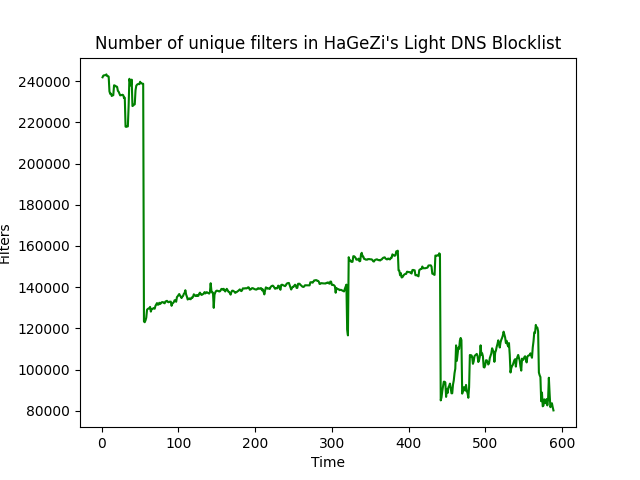 Number of unique filters in HaGeZi's Light DNS Blocklist
240000
220000
200000
180000
160000
140000
120000
100000
80000
Filters
0 100 200 300 400 500 600
Time